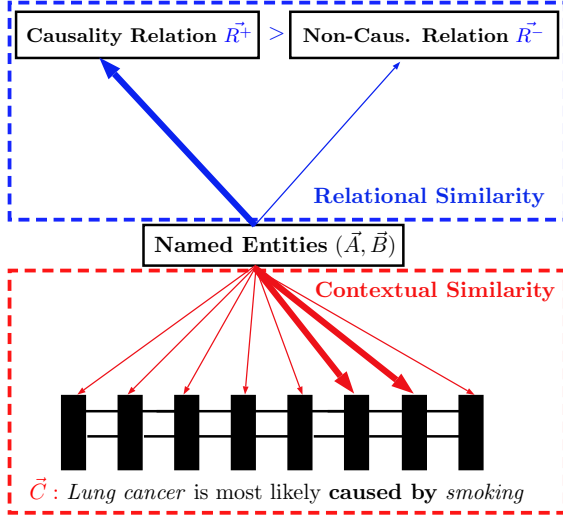 Causality Relation R⃗⁺ > Non-Caus. Relation R⃗⁻
Relational Similarity
Named Entities (A⃗, B⃗)
Contextual Similarity
C⃗ : Lung cancer is most likely caused by smoking